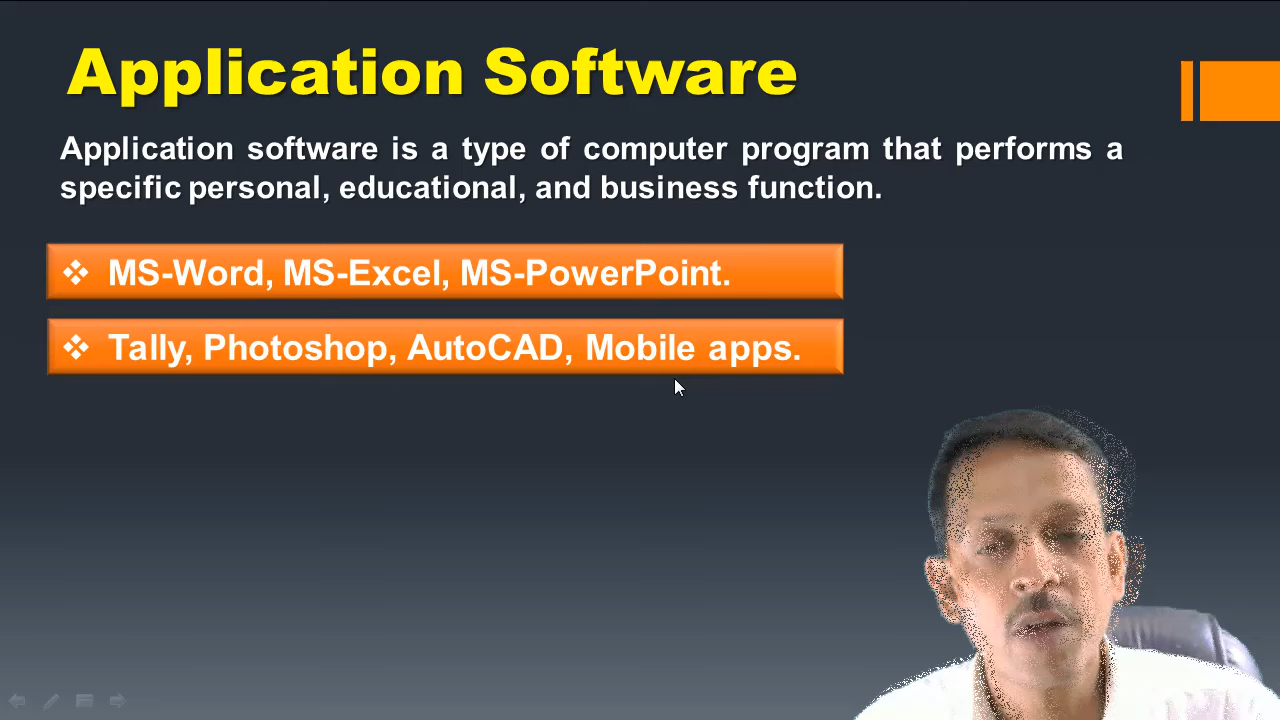 Application Software
Application software is a type of computer program that performs a
specific personal, educational, and business function.
❖ MS-Word, MS-Excel, MS-PowerPoint.
❖ Tally, Photoshop, AutoCAD, Mobile apps.